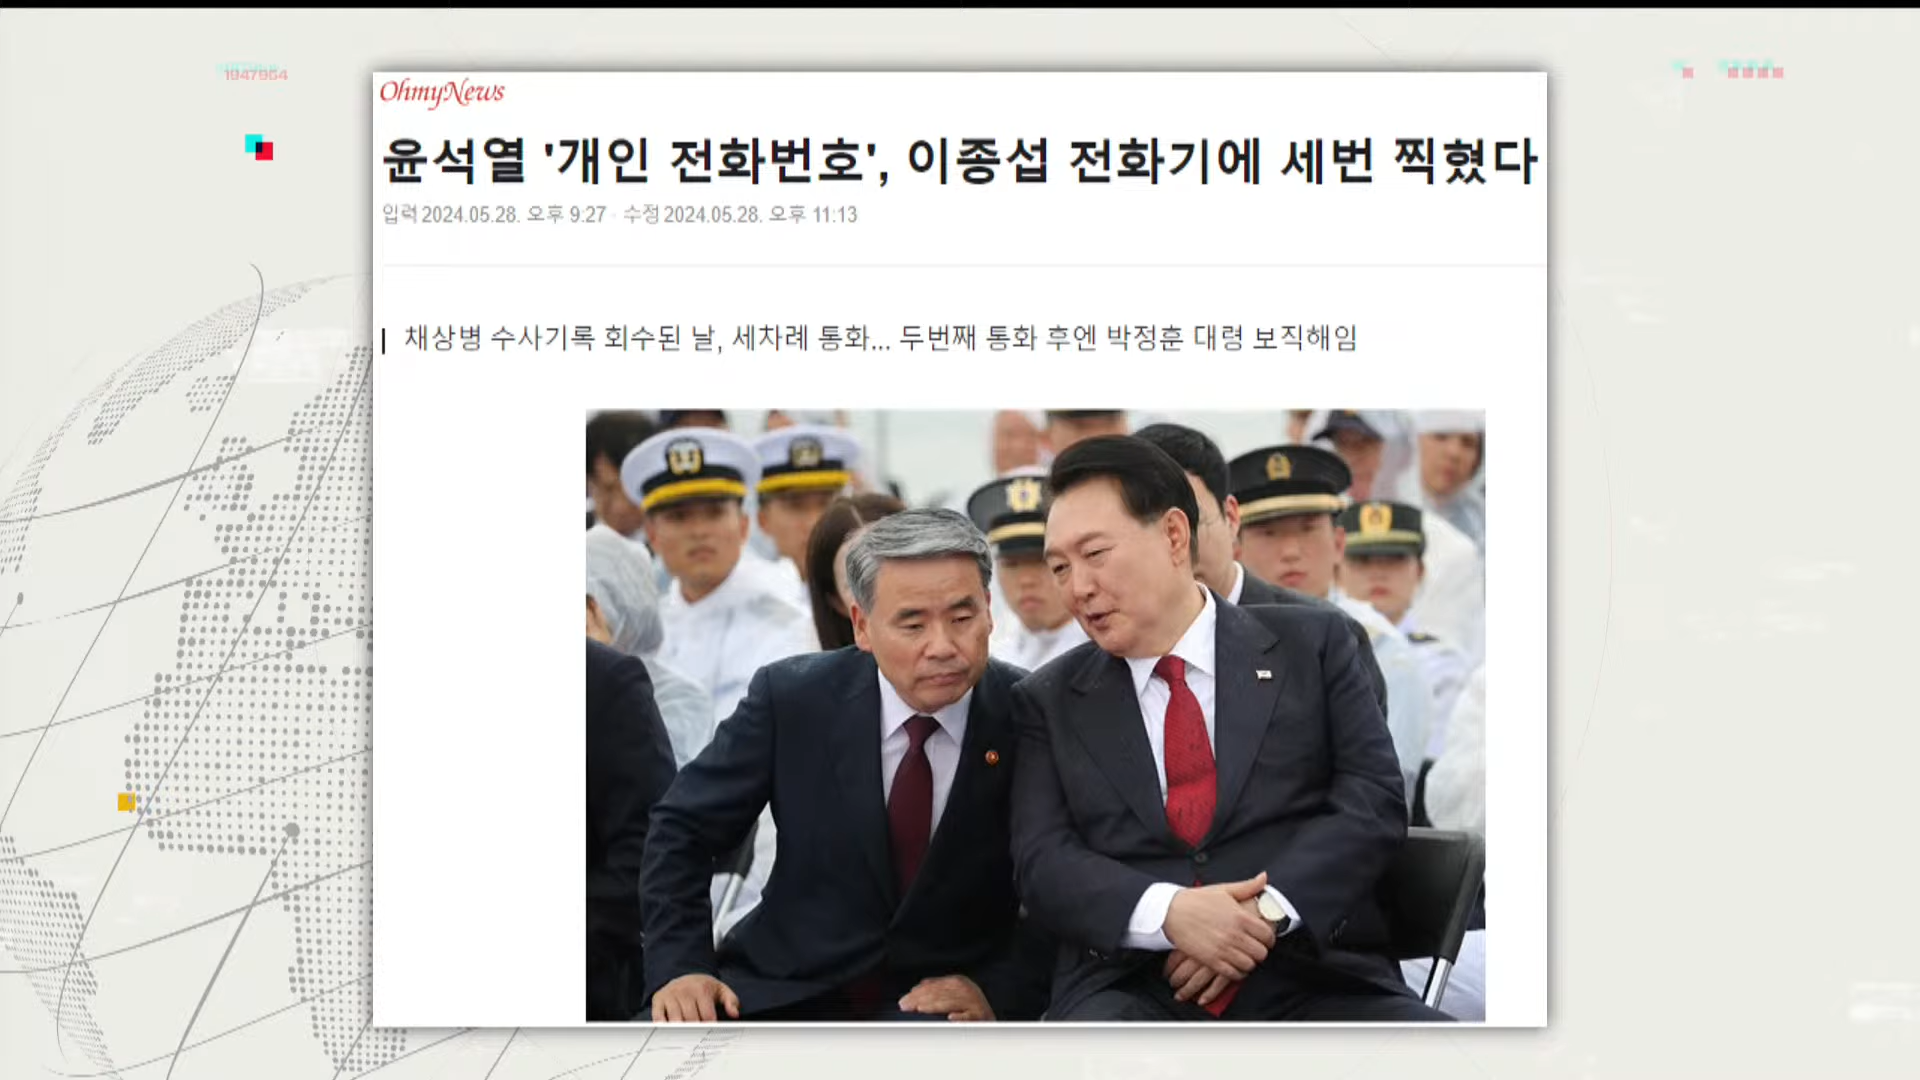 1947964
OhmyNews
윤석열 '개인 전화번호', 이종섭 전화기에 세번 찍혔다
입력 2024.05.28. 오후 9:27 · 수정 2024.05.28. 오후 11:13
채상병 수사기록 회수된 날, 세차례 통화... 두번째 통화 후엔 박정훈 대령 보직해임